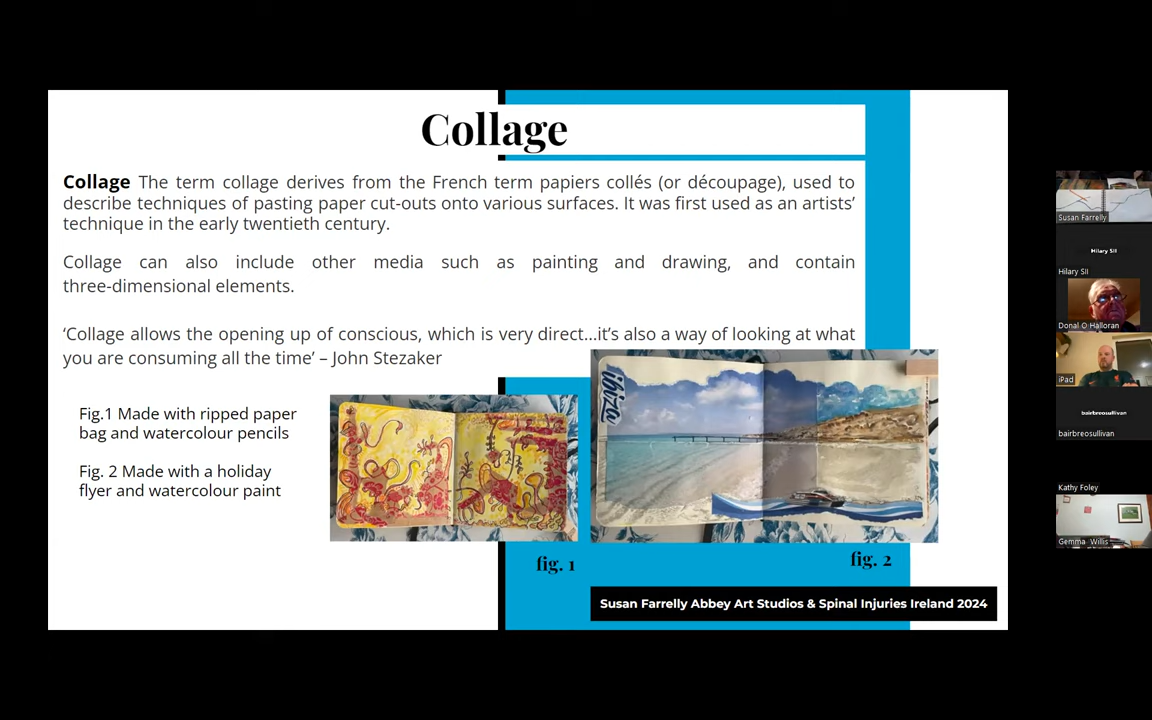 Collage
Collage The term collage derives from the French term papiers collés (or découpage), used to
describe techniques of pasting paper cut-outs onto various surfaces. It was first used as an artists’
technique in the early twentieth century.
Collage can also include other media such as painting and drawing, and contain
three-dimensional elements.
‘Collage allows the opening up of conscious, which is very direct...it’s also a way of looking at what
you are consuming all the time’ – John Stezaker
Fig.1 Made with ripped paper
bag and watercolour pencils
Fig. 2 Made with a holiday
flyer and watercolour paint
ibiza
fig. 1
fig. 2
Susan Farrelly Abbey Art Studios & Spinal Injuries Ireland 2024
Susan Farrelly
Hilary SII
Hilary SII
Donal O Halloran
iPad
bairbreosullivan
bairbreosullivan
Kathy Foley
Gemma Willis